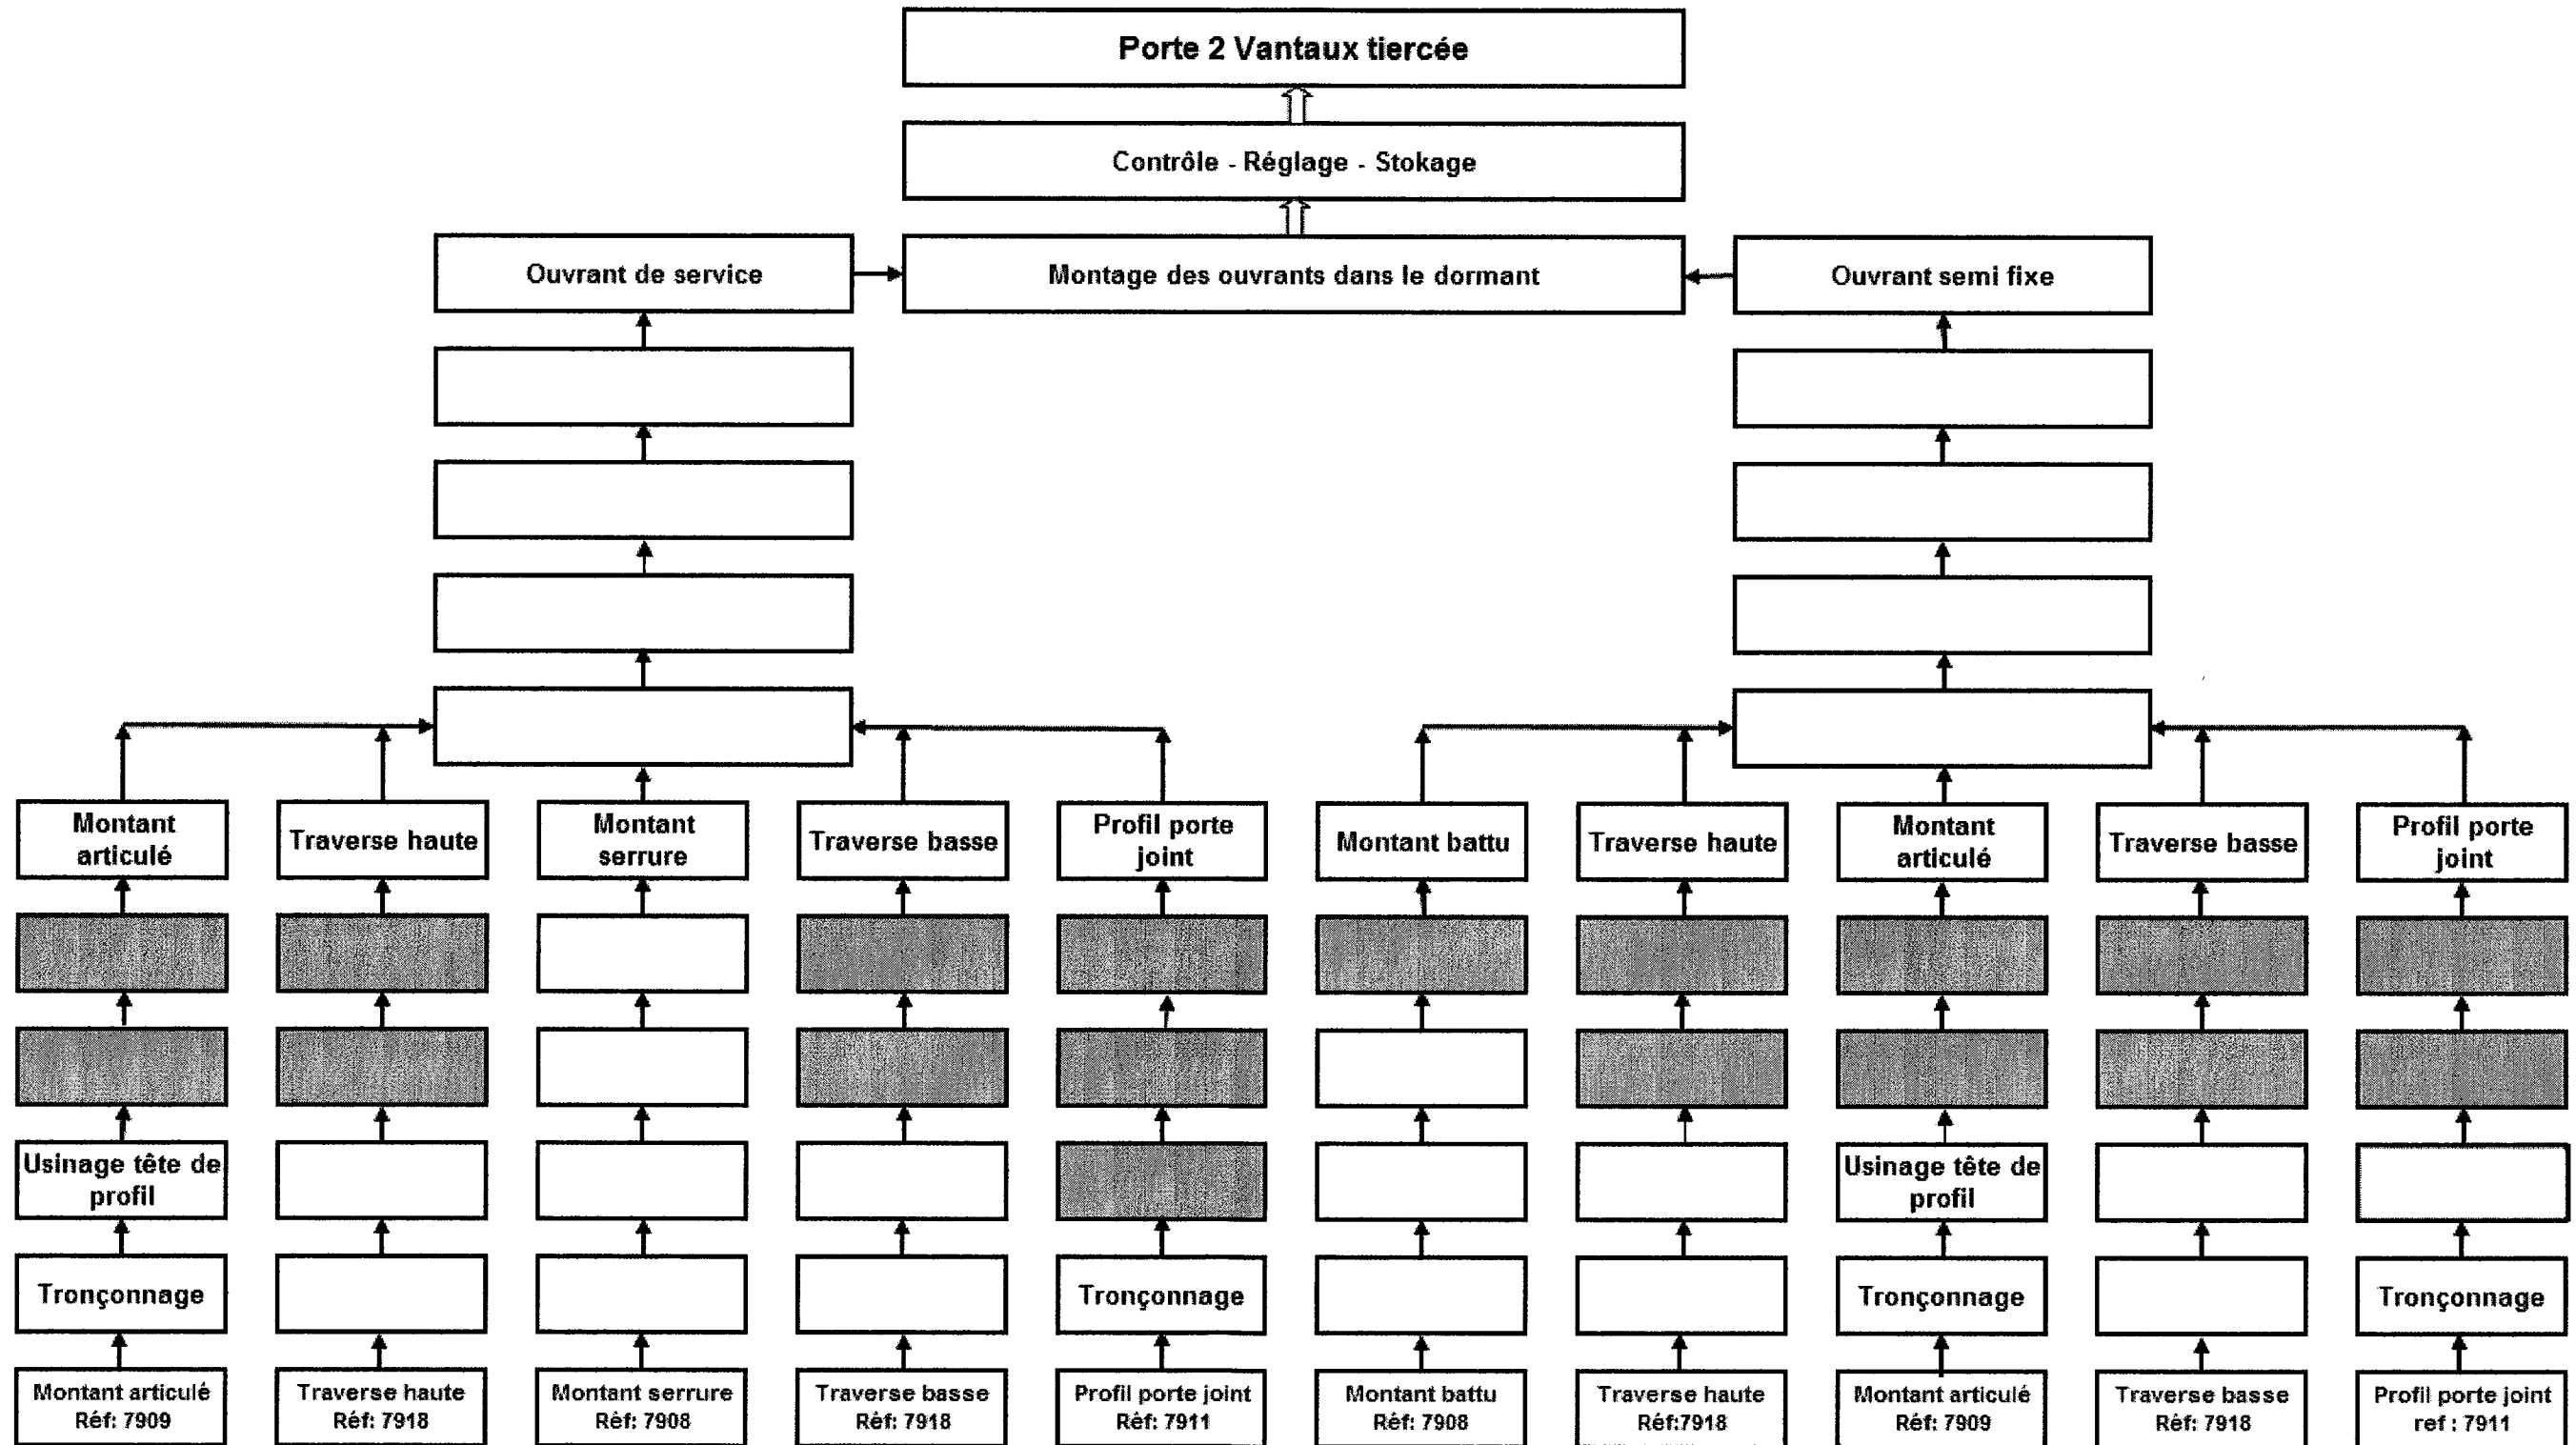 Porte 2 Vantaux tiercée
Contrôle - Réglage - Stokage
Ouvrant de service
Montage des ouvrants dans le dormant
Ouvrant semi fixe
Montant
articulé
Traverse haute
Montant
serrure
Traverse basse
Profil porte
joint
Montant battu
Traverse haute
Montant
articulé
Traverse basse
Profil porte
joint
Usinage tête de
profil
Usinage tête de
profil
Tronçonnage
Tronçonnage
Tronçonnage
Tronçonnage
Montant articulé
Réf: 7909
Traverse haute
Réf: 7918
Montant serrure
Réf: 7908
Traverse basse
Réf: 7918
Profil porte joint
Réf: 7911
Montant battu
Réf: 7908
Traverse haute
Réf:7918
Montant articulé
Réf: 7909
Traverse basse
Réf: 7918
Profil porte joint
ref : 7911